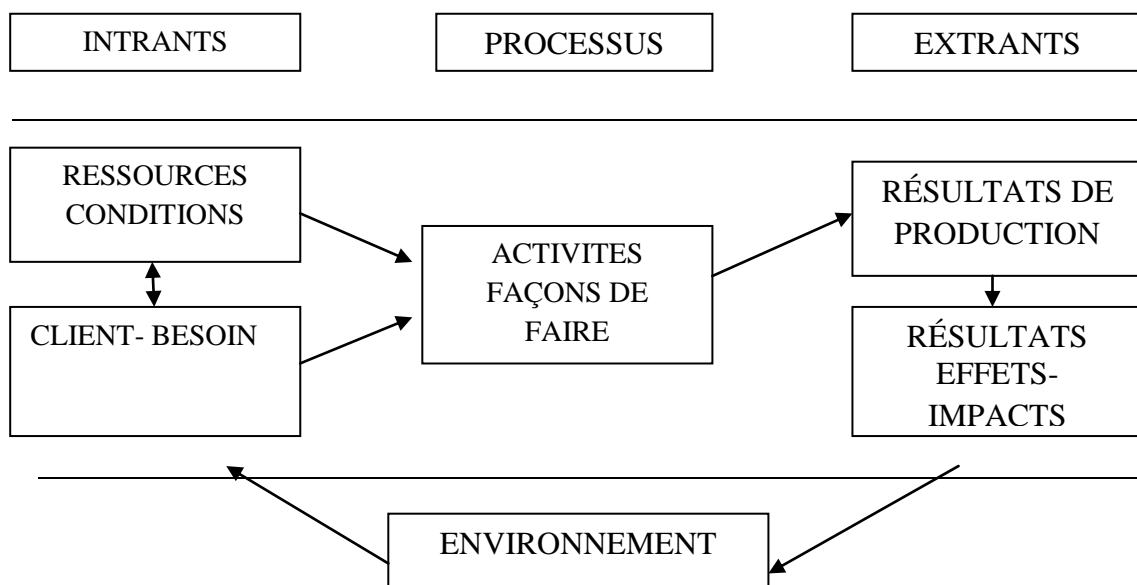 INTRANTS
PROCESSUS
EXTRANTS
RESSOURCES
CONDITIONS
CLIENT- BESOIN
ACTIVITES
FAÇONS DE
FAIRE
RÉSULTATS DE
PRODUCTION
RÉSULTATS
EFFETS-
IMPACTS
ENVIRONNEMENT